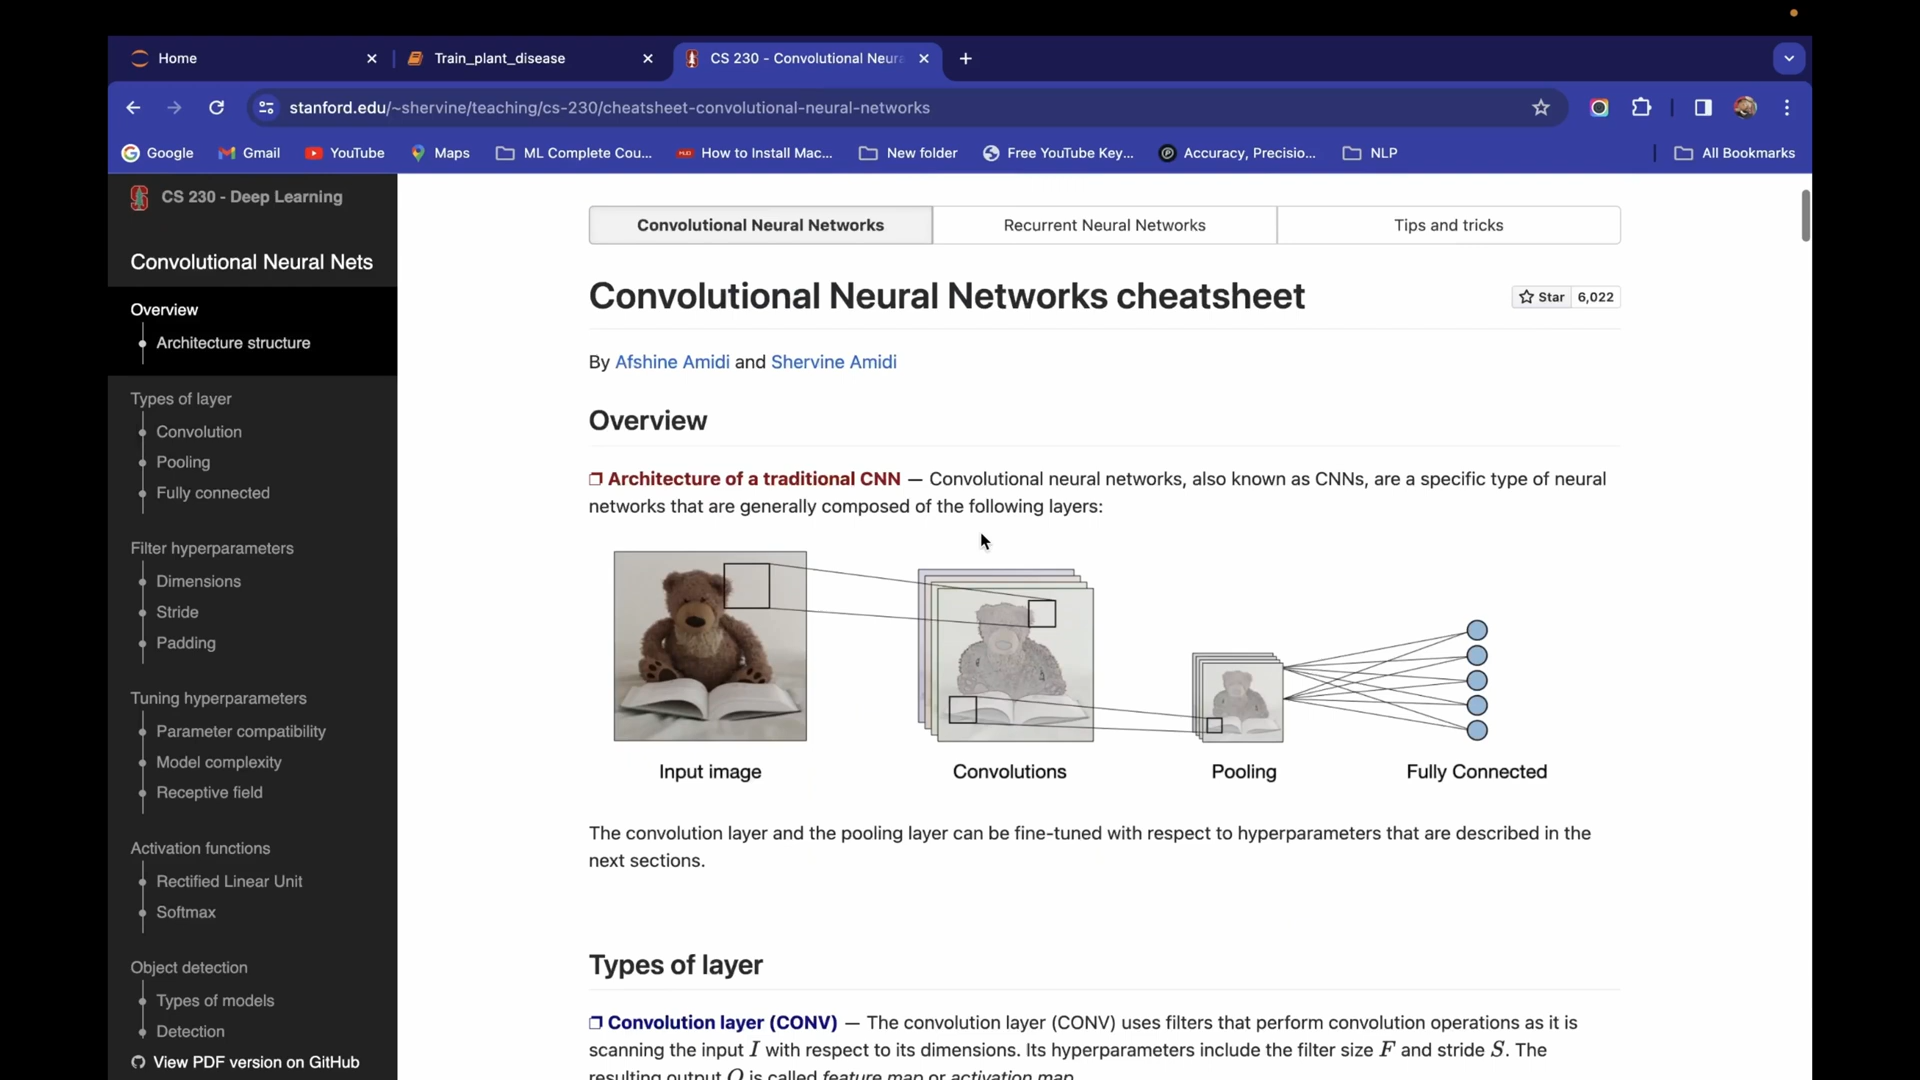 Home
Train_plant_disease
CS 230 - Convolutional Neura
stanford.edu/~shervine/teaching/cs-230/cheatsheet-convolutional-neural-networks
Google Gmail YouTube Maps ML Complete Cou... How to Install Mac... New folder Free YouTube Key... Accuracy, Precisio... NLP All Bookmarks
CS 230 - Deep Learning
Convolutional Neural Nets
Overview
Architecture structure
Types of layer
Convolution
Pooling
Fully connected
Filter hyperparameters
Dimensions
Stride
Padding
Tuning hyperparameters
Parameter compatibility
Model complexity
Receptive field
Activation functions
Rectified Linear Unit
Softmax
Object detection
Types of models
Detection
View PDF version on GitHub
Convolutional Neural Networks Recurrent Neural Networks Tips and tricks
Convolutional Neural Networks cheatsheet
Star 6,022
By Afshine Amidi and Shervine Amidi
Overview
Architecture of a traditional CNN — Convolutional neural networks, also known as CNNs, are a specific type of neural
networks that are generally composed of the following layers:
Input image Convolutions Pooling Fully Connected
The convolution layer and the pooling layer can be fine-tuned with respect to hyperparameters that are described in the
next sections.
Types of layer
Convolution layer (CONV) — The convolution layer (CONV) uses filters that perform convolution operations as it is
scanning the input I with respect to its dimensions. Its hyperparameters include the filter size F and stride S. The
resulting output O is called feature map or activation map.